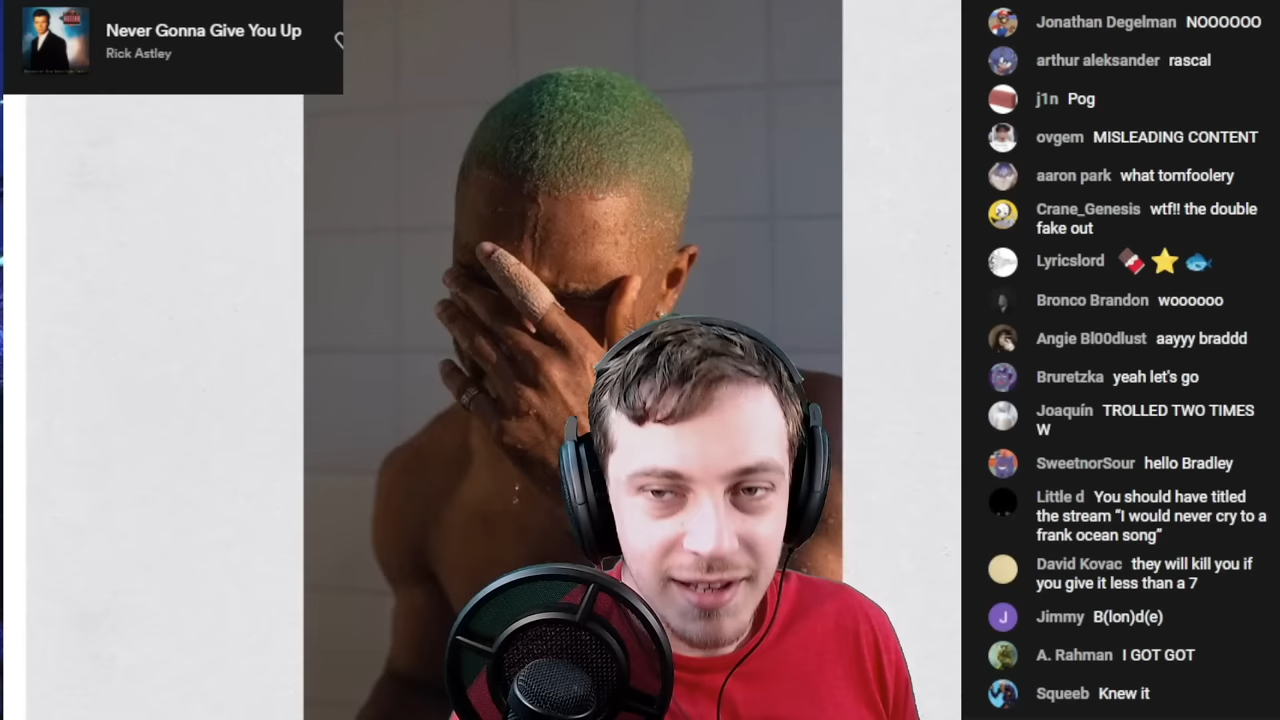 Never Gonna Give You Up
Rick Astley
Jonathan Degelman NOOOOOO
arthur aleksander rascal
j1n Pog
ovgem MISLEADING CONTENT
aaron park what tomfoolery
Crane_Genesis wtf!! the double
fake out
Lyricslord 🍫⭐🐟
Bronco Brandon woooooo
Angie Bl00dlust aayyy braddd
Bruretzka yeah let's go
Joaquín TROLLED TWO TIMES
W
SweetnorSour hello Bradley
Little d You should have titled
the stream "I would never cry to a
frank ocean song"
David Kovac they will kill you if
you give it less than a 7
J Jimmy B(lon)d(e)
A. Rahman I GOT GOT
Squeeb Knew it